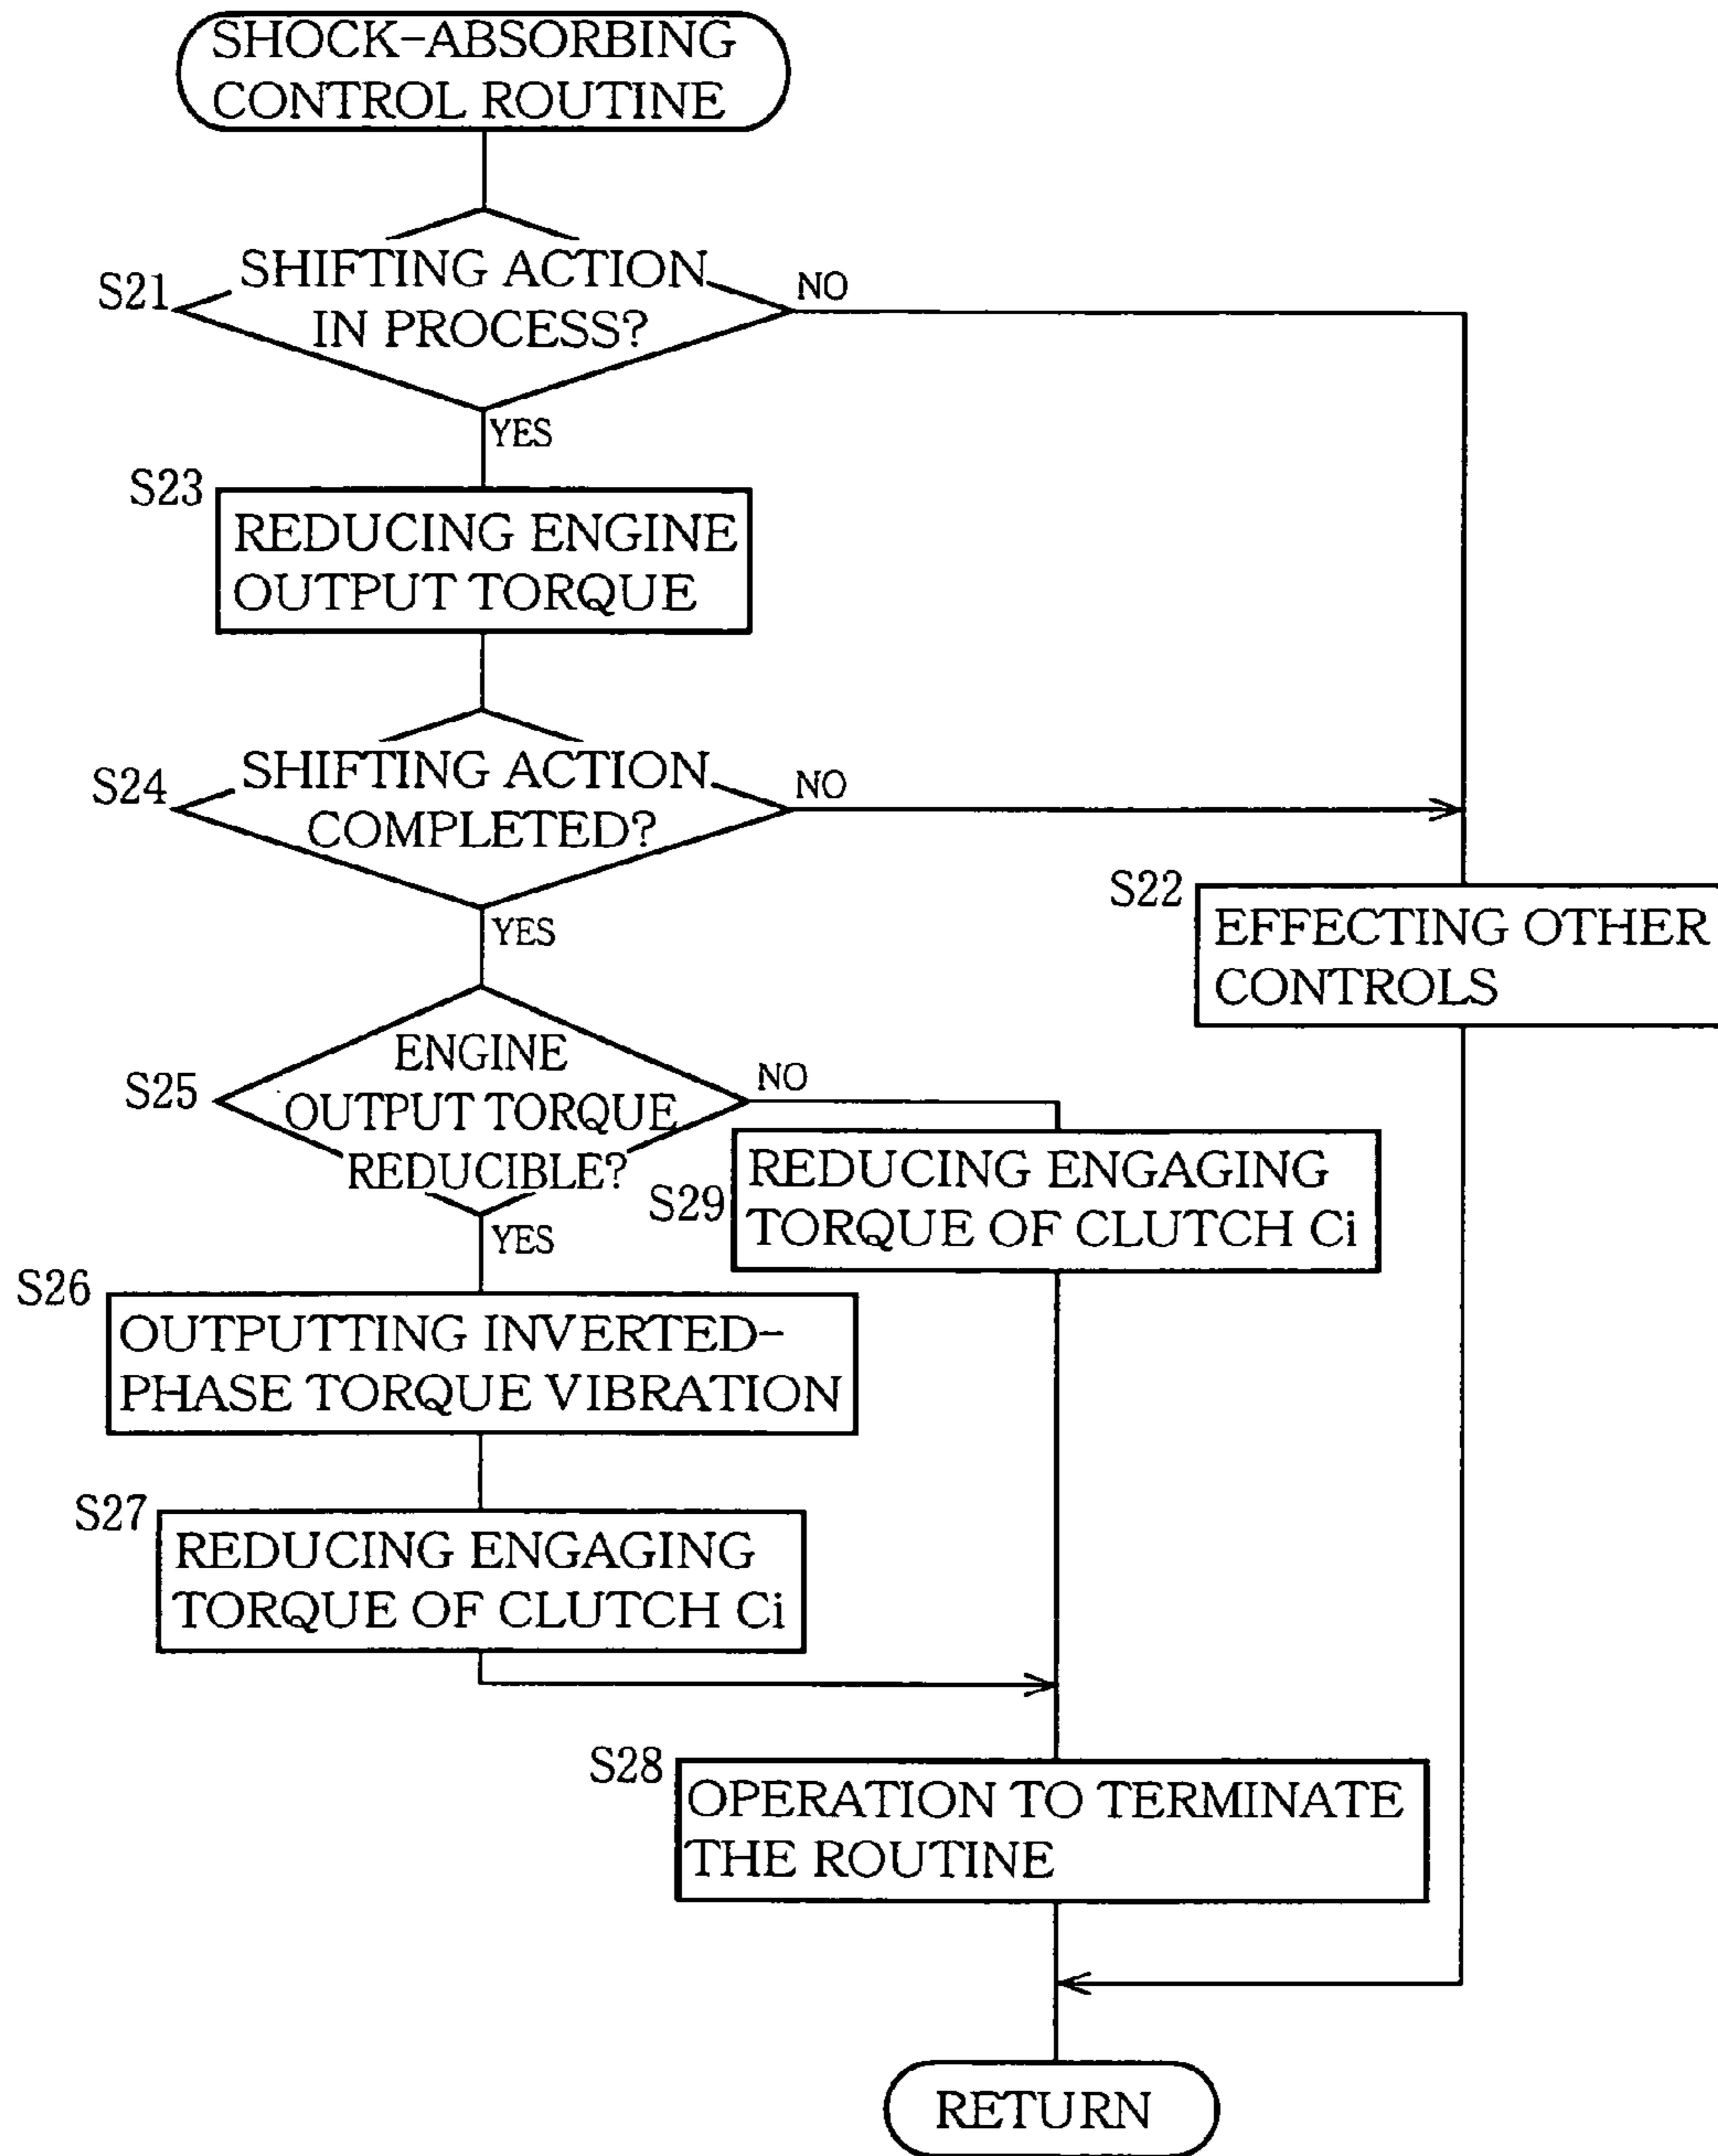 SHOCK-ABSORBING
CONTROL ROUTINE
S21
SHIFTING ACTION
IN PROCESS?
NO
YES
S23
REDUCING ENGINE
OUTPUT TORQUE
S24
SHIFTING ACTION
COMPLETED?
NO
YES
S22
EFFECTING OTHER
CONTROLS
S25
ENGINE
OUTPUT TORQUE
REDUCIBLE?
NO
YES
S29
REDUCING ENGAGING
TORQUE OF CLUTCH Ci
S26
OUTPUTTING INVERTED-
PHASE TORQUE VIBRATION
S27
REDUCING ENGAGING
TORQUE OF CLUTCH Ci
S28
OPERATION TO TERMINATE
THE ROUTINE
RETURN